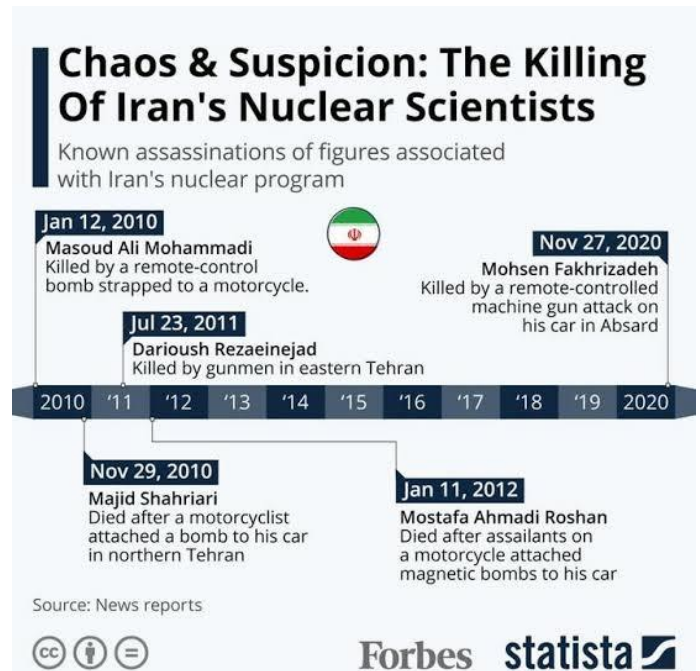 Chaos & Suspicion: The Killing
Of Iran's Nuclear Scientists
Known assassinations of figures associated
with Iran's nuclear program
Jan 12, 2010
Masoud Ali Mohammadi
Killed by a remote-control
bomb strapped to a motorcycle.
Nov 27, 2020
Mohsen Fakhrizadeh
Killed by a remote-controlled
machine gun attack on
his car in Absard
Jul 23, 2011
Darioush Rezaeinejad
Killed by gunmen in eastern Tehran
2010 '11 '12 '13 '14 '15 '16 '17 '18 '19 2020
Nov 29, 2010
Majid Shahriari
Died after a motorcyclist
attached a bomb to his car
in northern Tehran
Jan 11, 2012
Mostafa Ahmadi Roshan
Died after assailants on
a motorcycle attached
magnetic bombs to his car
Source: News reports
cc
Forbes statista